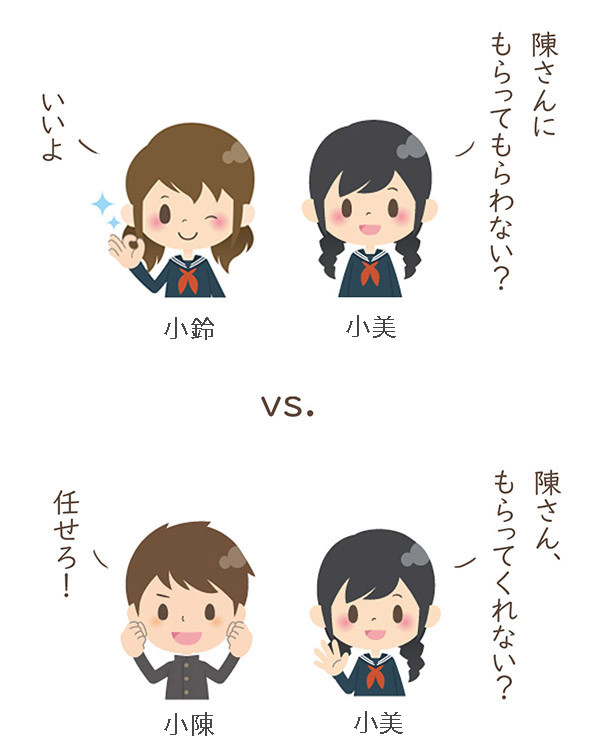 陳さんに
もらってもらわない?
いいよ
小鈴
小美
vs.
陳さん、
もらってくれない?
任せろ!
小陳
小美